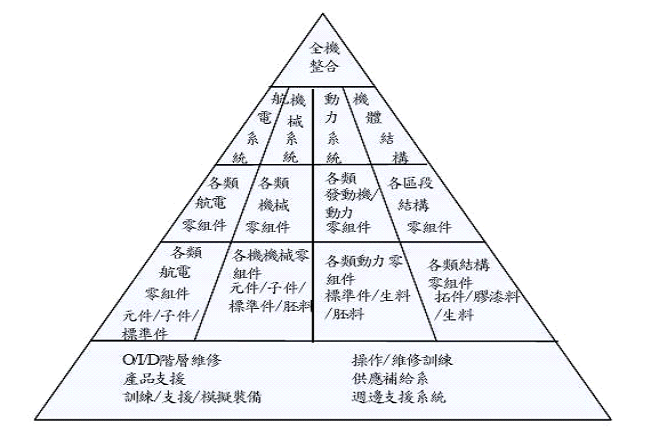 全機
整合
航電系統
機械系統
動力系統
機體結構
各類
航電
零組件
各類
機械
零組件
各類
發動機/
動力
零組件
各區段
結構
零組件
各類
航電
零組件
元件/子件/
標準件
各機機械零
組件
元件/子件/
標準件/胚料
各類動力零
組件
標準件/生料
/胚料
各類結構
零組件
拓件/膠漆料
/生料
O/I/D階層維修
產品支援
訓練/支援/模擬裝備
操作/維修訓練
供應補給系
週邊支援系統